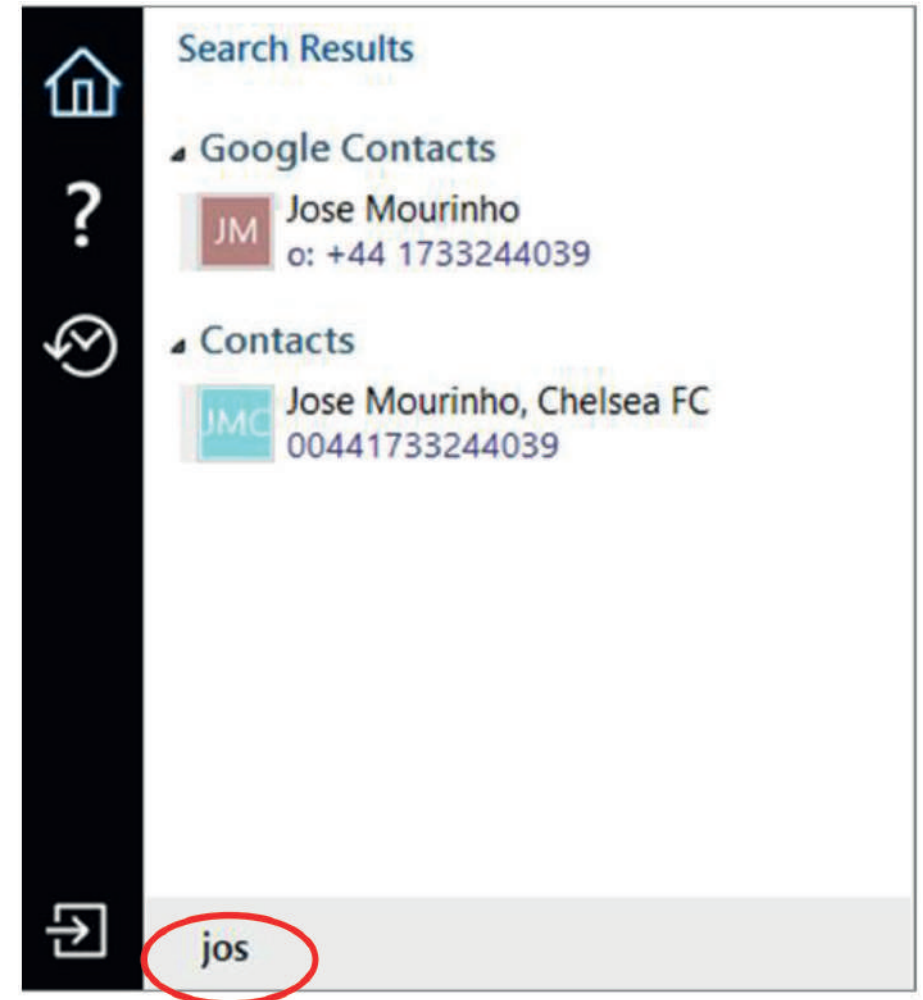 Search Results
Google Contacts
JM
Jose Mourinho
o: +44 1733244039
Contacts
JMC
Jose Mourinho, Chelsea FC
00441733244039
?
jos